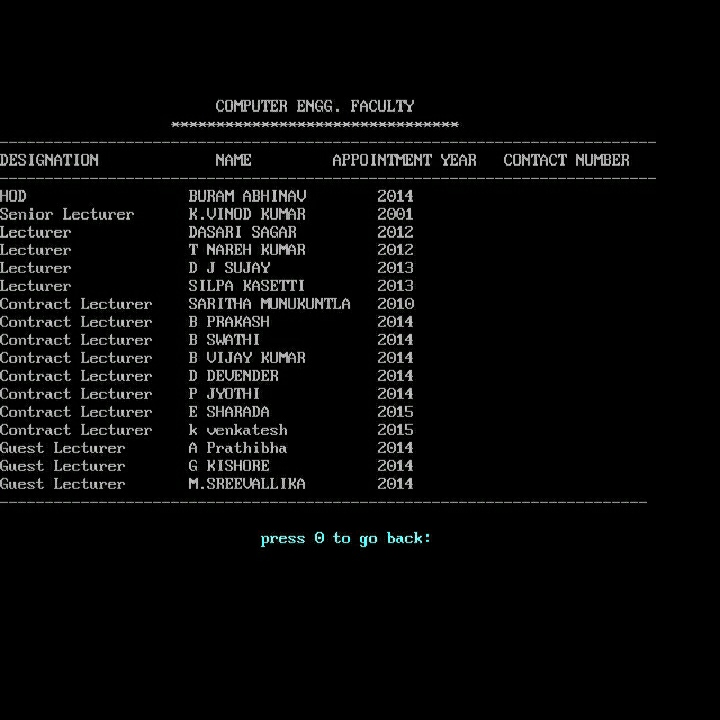 COMPUTER ENGG. FACULTY
********************************
DESIGNATION NAME APPOINTMENT YEAR CONTACT NUMBER
HOD BURAM ABHINAV 2014
Senior Lecturer K.VINOD KUMAR 2001
Lecturer DASARI SAGAR 2012
Lecturer T NAREH KUMAR 2012
Lecturer D J SUJAY 2013
Lecturer SILPA KASETTI 2013
Contract Lecturer SARITHA MUNUKUNTLA 2010
Contract Lecturer B PRAKASH 2014
Contract Lecturer B SWATHI 2014
Contract Lecturer B VIJAY KUMAR 2014
Contract Lecturer D DEVENDER 2014
Contract Lecturer P JYOTHI 2014
Contract Lecturer E SHARADA 2015
Contract Lecturer k venkatesh 2015
Guest Lecturer A Prathibha 2014
Guest Lecturer G KISHORE 2014
Guest Lecturer M.SREEVALLIKA 2014
press 0 to go back: